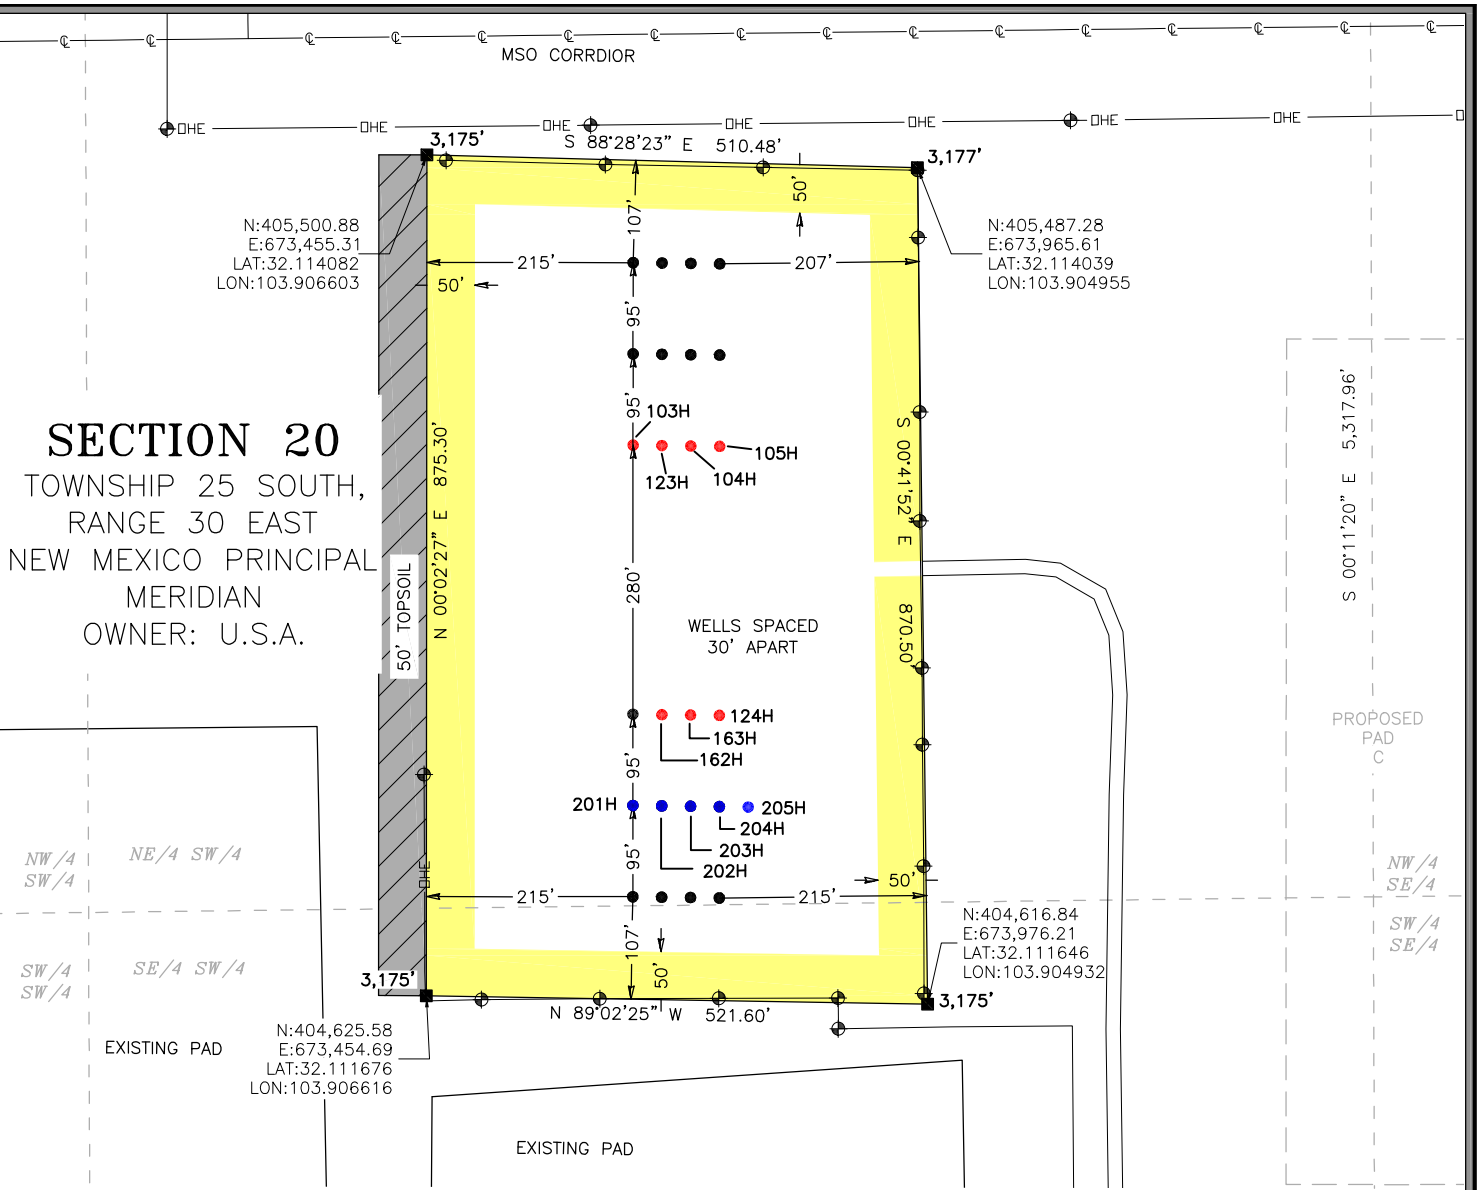 MSO CORRDIOR
OHE
OHE
OHE
OHE
OHE
OHE
OHE
3,175'
S 88°28'23" E 510.48'
3,177'
N:405,500.88
E:673,455.31
LAT:32.114082
LON:103.906603
N:405,487.28
E:673,965.61
LAT:32.114039
LON:103.904955
107'
50'
215'
207'
50'
95'
95'
103H
123H
104H
105H
SECTION 20
TOWNSHIP 25 SOUTH,
RANGE 30 EAST
NEW MEXICO PRINCIPAL
MERIDIAN
OWNER: U.S.A.
50' TOPSOIL
N 00°02'27" E 875.30'
S 00°41'52" E 870.50'
S 00°11'20" E 5,317.96'
280'
WELLS SPACED
30' APART
124H
163H
162H
PROPOSED
PAD
C
95'
201H
205H
204H
203H
202H
95'
NW/4
SW/4
NE/4 SW/4
NW/4
SE/4
OHE
50'
215'
215'
N:404,616.84
E:673,976.21
LAT:32.111646
LON:103.904932
SW/4
SE/4
SW/4
SW/4
SE/4 SW/4
107'
50'
3,175'
3,175'
N 89°02'25" W 521.60'
N:404,625.58
E:673,454.69
LAT:32.111676
LON:103.906616
EXISTING PAD
EXISTING PAD